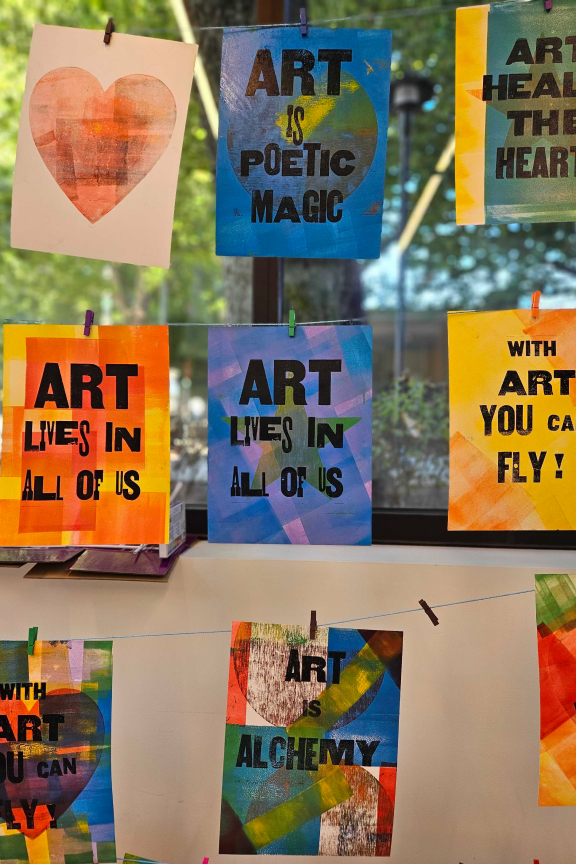 ART
IS
POETIC
MAGIC
ART
HEAL
THE
HEART
ART
LIVES IN
ALL OF US
ART
LIVES IN
ALL OF US
WITH
ART
YOU CA
FLY!
WITH
ART
OU CAN
FLY!
ART
IS
ALCHEMY